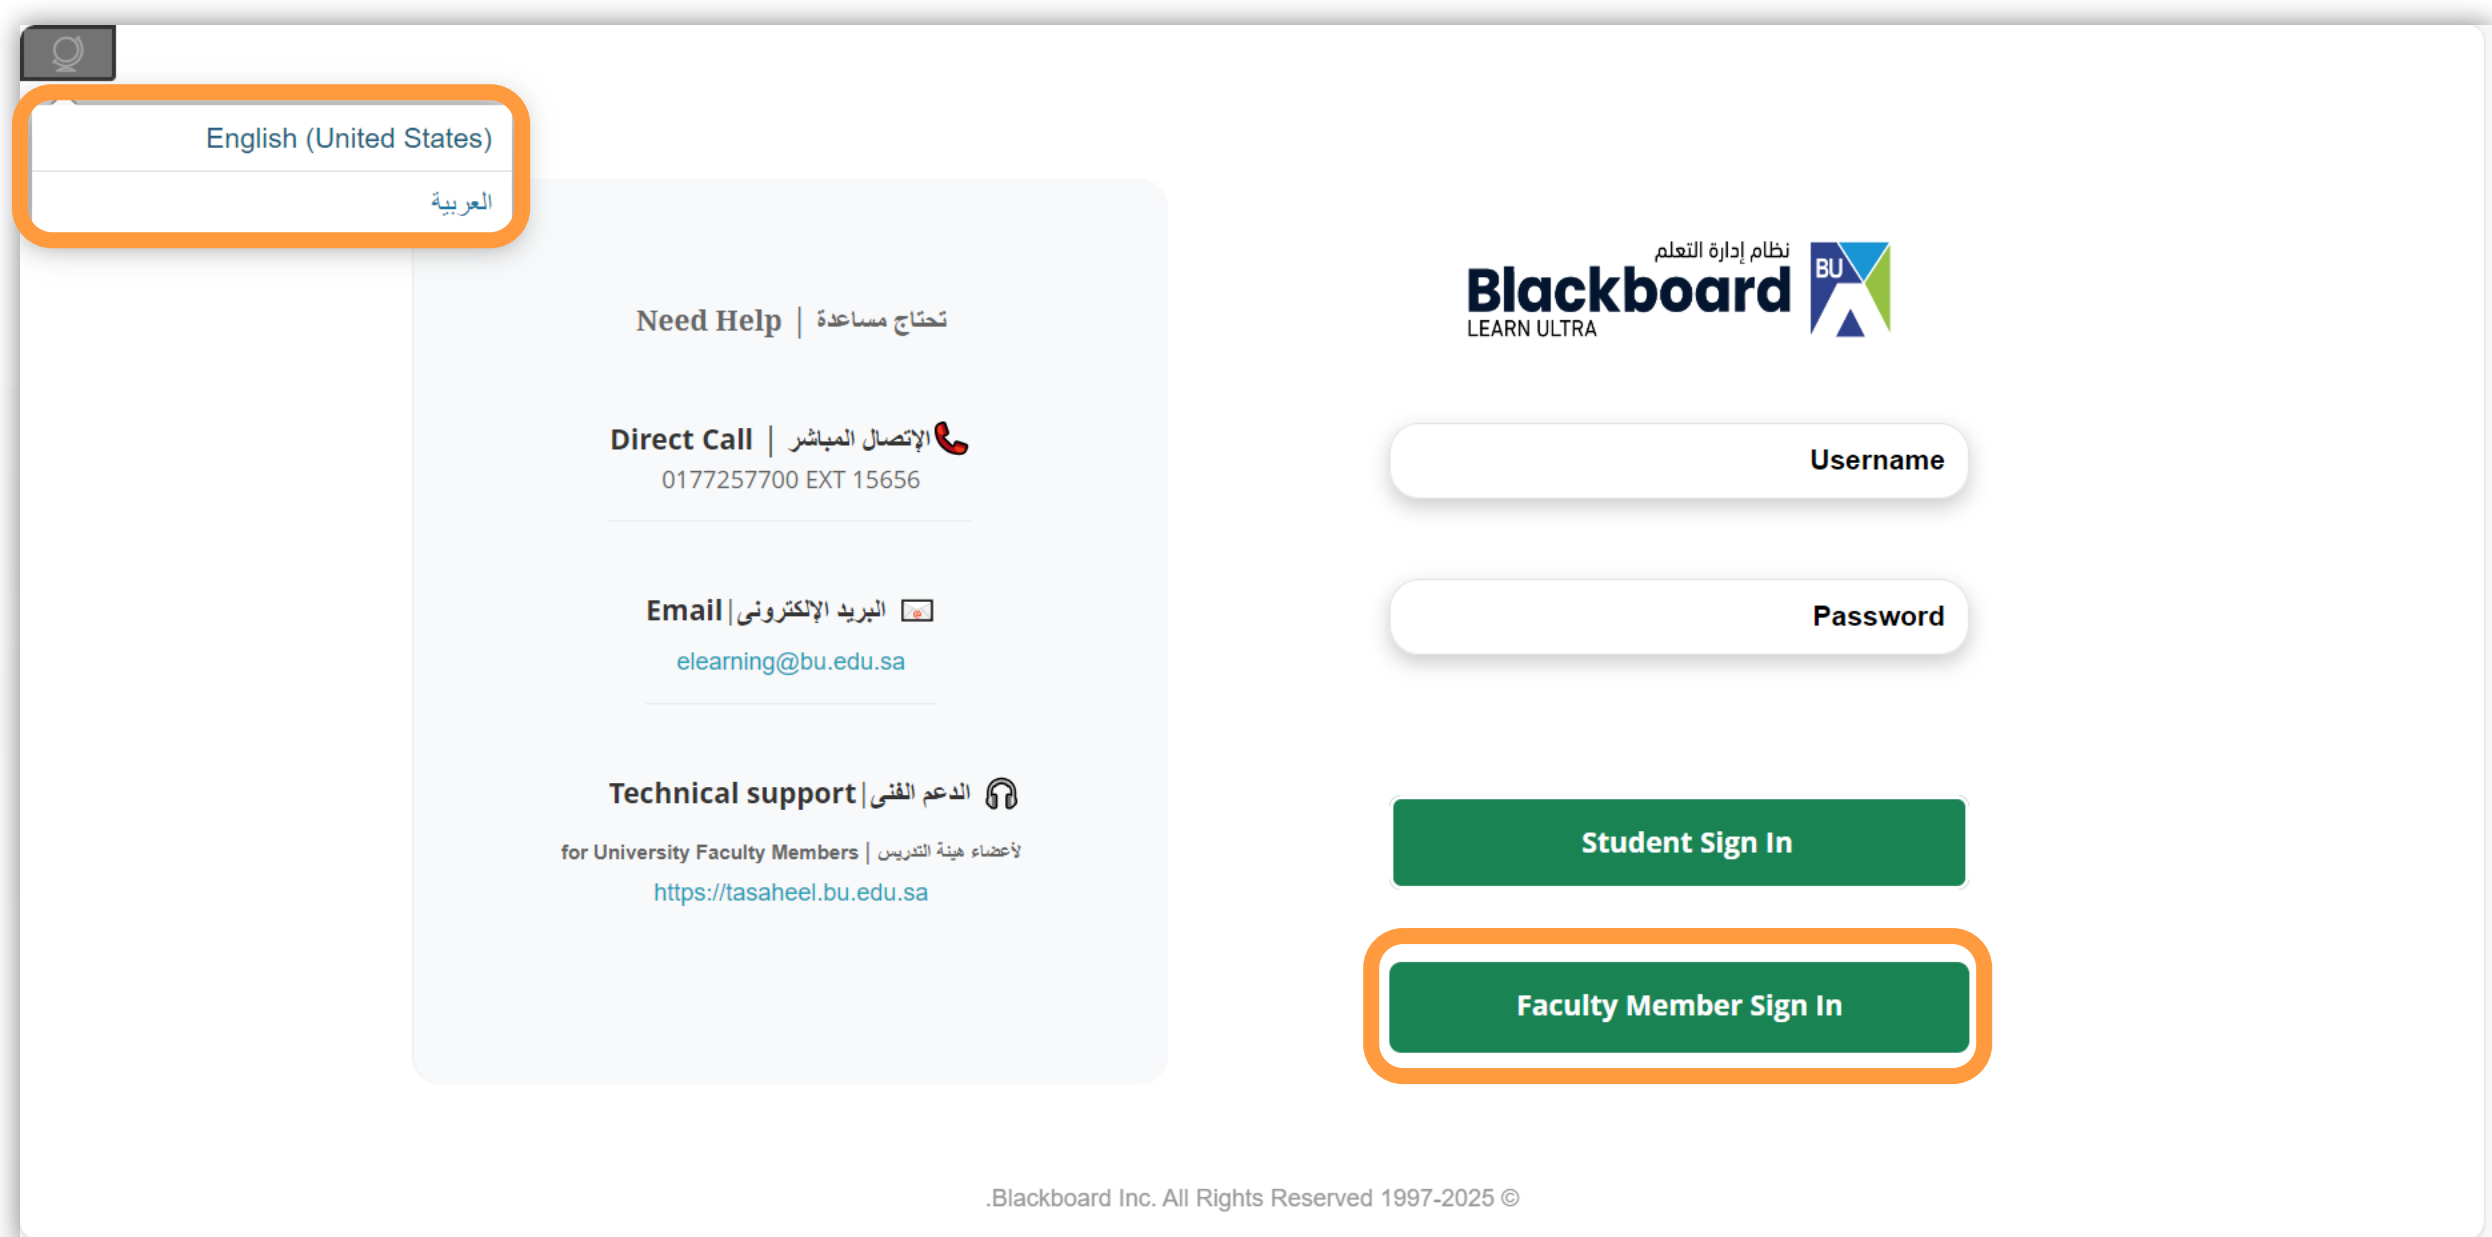 English (United States)
العربية
نظام إدارة التعلم
Blackboard
LEARN ULTRA
BU
Username
Password
Student Sign In
Faculty Member Sign In
Need Help | تحتاج مساعدة
Direct Call | الإتصال المباشر
0177257700 EXT 15656
Email|البريد الإلكترونى
elearning@bu.edu.sa
Technical support|الدعم الفنى
for University Faculty Members | لأعضاء هيئة التدريس
https://tasaheel.bu.edu.sa
.Blackboard Inc. All Rights Reserved 1997-2025 ©